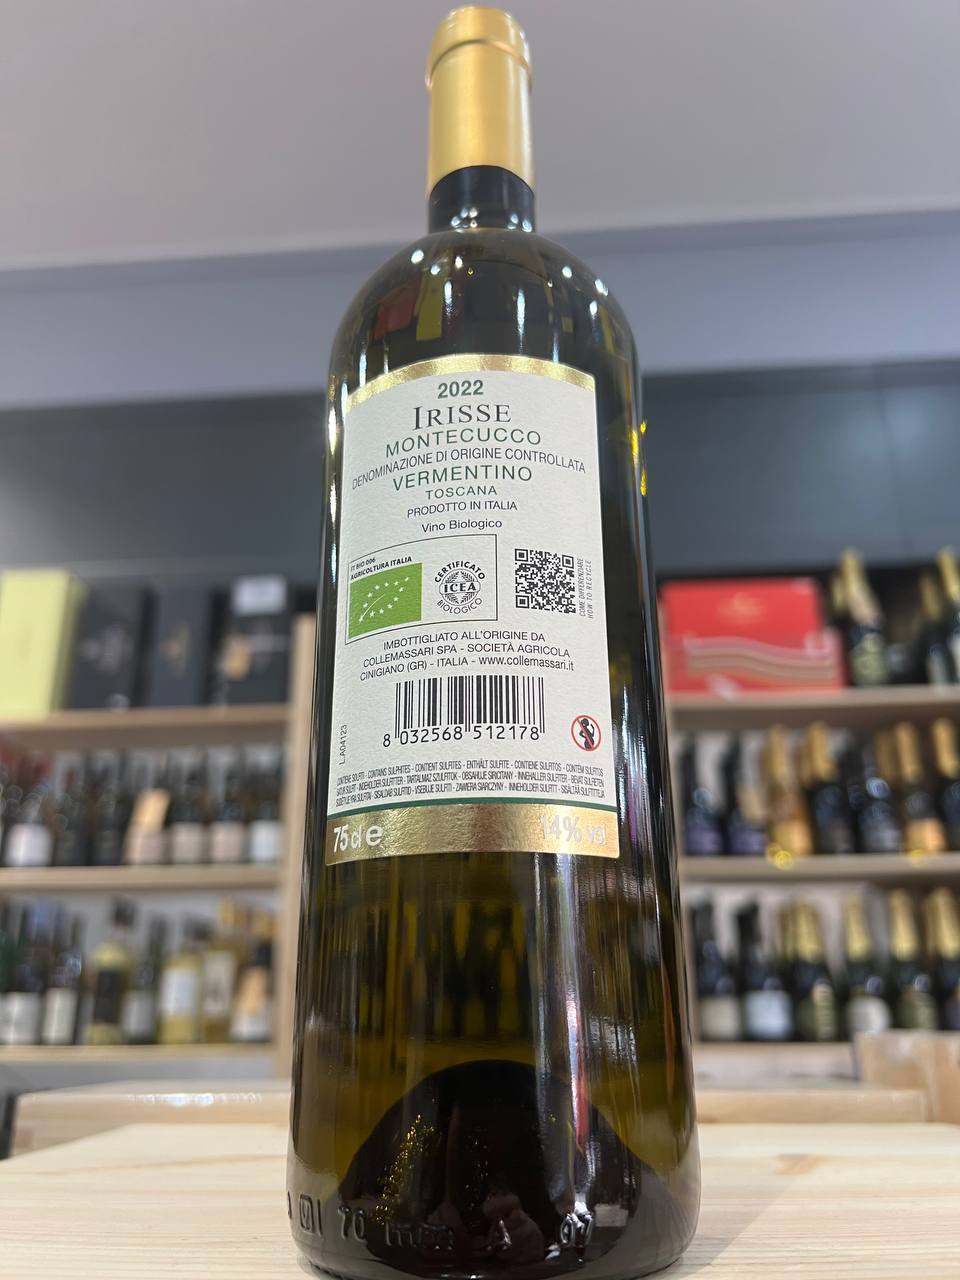 2022
IRISSE
MONTECUCCO
DENOMINAZIONE DI ORIGINE CONTROLLATA
VERMENTINO
TOSCANA
PRODOTTO IN ITALIA
Vino Biologico
IT BIO 006
AGRICOLTURA ITALIA
CERTIFICATO
ICEA
BIOLOGICO
COME DIFFERENZIARE
HOW TO RECYCLE
IMBOTTIGLIATO ALL'ORIGINE DA
COLLEMASSARI SPA - SOCIETÀ AGRICOLA
CINIGIANO (GR) - ITALIA - www.collemassari.it
8 032568 512178
L.A04123
CONTIENE SOLFITI - CONTAINS SULPHITES - CONTIENT SULFITES - ENTHÄLT SULFITE - CONTIENE SULFITOS - CONTÉM SULFITOS
75 cl e
14% vol